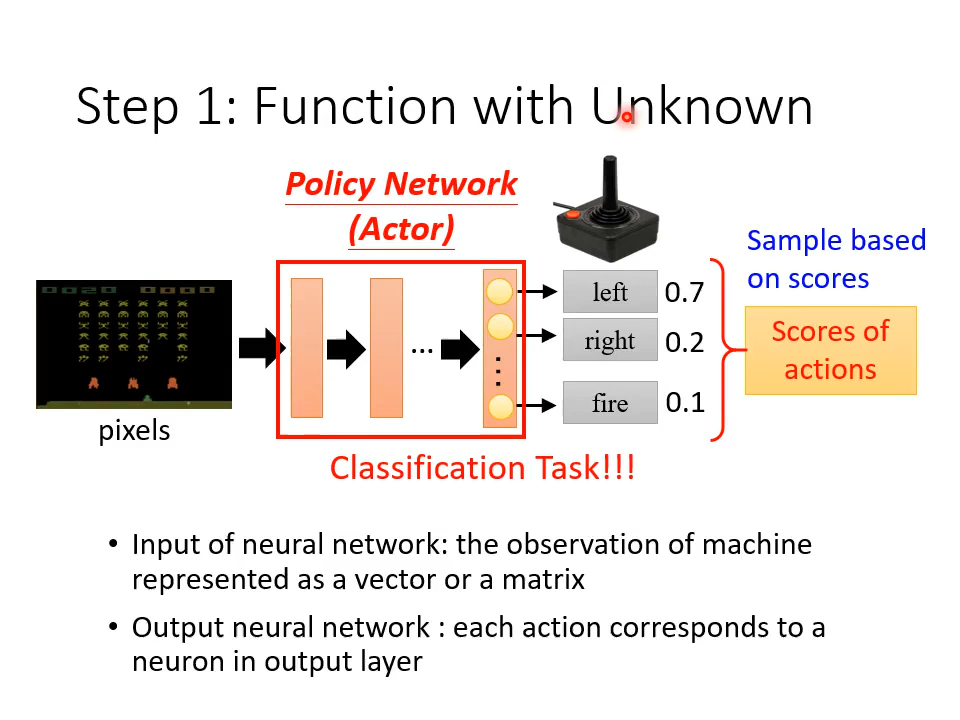 Step 1: Function with Unknown
Policy Network
(Actor)
Sample based
on scores
0020 0000
left 0.7
right 0.2
...
fire 0.1
Scores of
actions
pixels
Classification Task!!!
• Input of neural network: the observation of machine
represented as a vector or a matrix
• Output neural network : each action corresponds to a
neuron in output layer